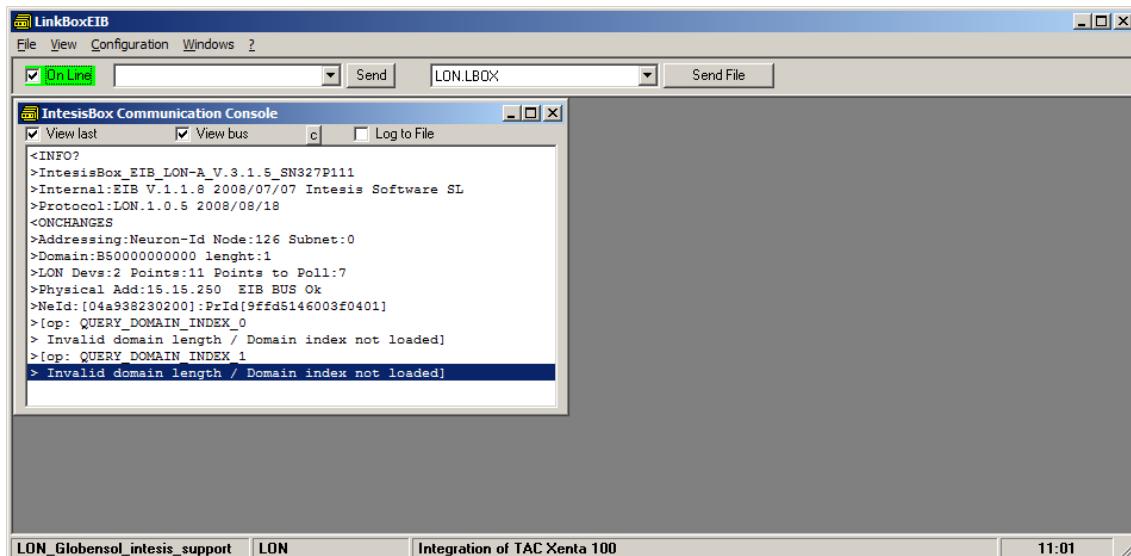 LinkBoxEIB
File View Configuration Windows ?
On Line Send LON.LBOX Send File
IntesisBox Communication Console
View last View bus c Log to File
<INFO?
>IntesisBox_EIB_LON-A_V.3.1.5_SN327P111
>Internal:EIB V.1.1.8 2008/07/07 Intesis Software SL
>Protocol:LON.1.0.5 2008/08/18
<ONCHANGES
>Addressing:Neuron-Id Node:126 Subnet:0
>Domain:B50000000000 lenght:1
>LON Devs:2 Points:11 Points to Poll:7
>Physical Add:15.15.250  EIB BUS Ok
>NeId:[04a938230200]:PrId[9ffd5146003f0401]
>[op: QUERY_DOMAIN_INDEX_0
> Invalid domain length / Domain index not loaded]
>[op: QUERY_DOMAIN_INDEX_1
> Invalid domain length / Domain index not loaded]
LON_Globensol_intesis_support LON Integration of TAC Xenta 100 11:01